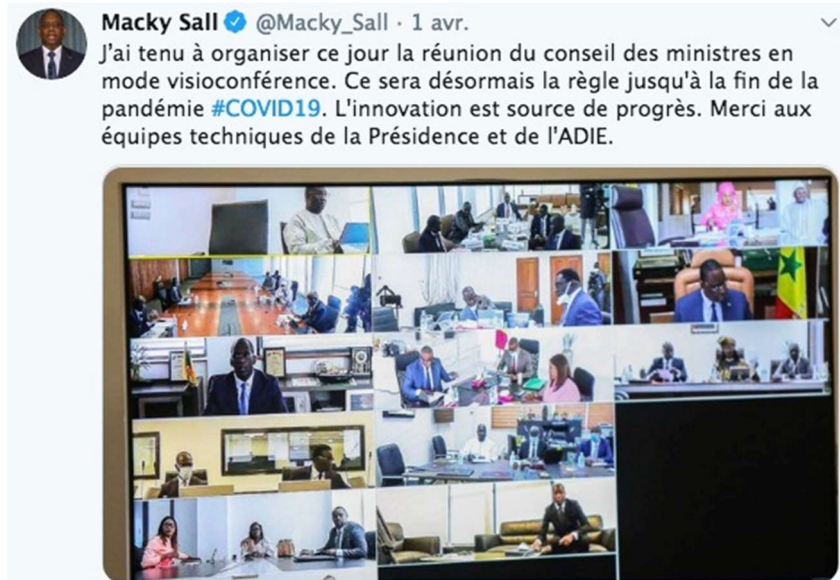 Macky Sall @Macky_Sall · 1 avr.
J'ai tenu à organiser ce jour la réunion du conseil des ministres en
mode visioconférence. Ce sera désormais la règle jusqu'à la fin de la
pandémie #COVID19. L'innovation est source de progrès. Merci aux
équipes techniques de la Présidence et de l'ADIE.